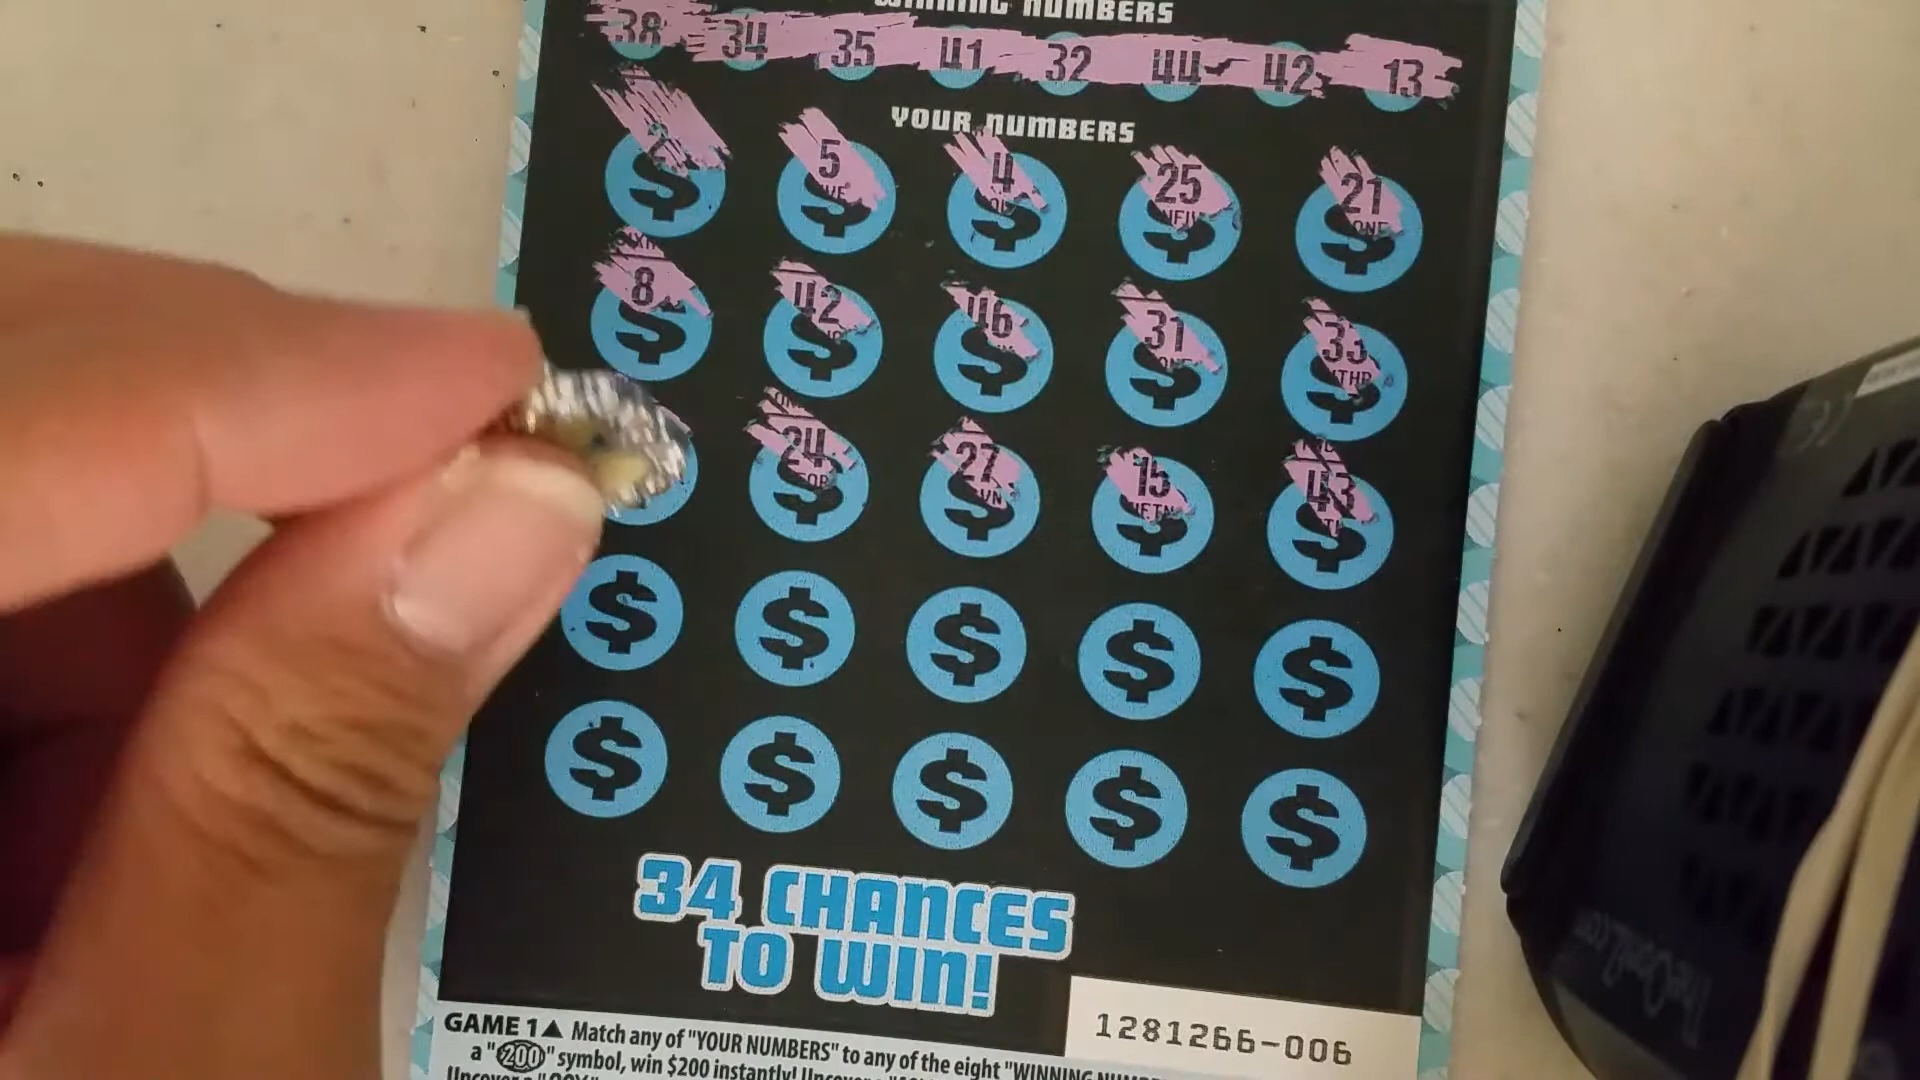 WINNING NUMBERS
38 34 35 41 32 44 42 13
YOUR NUMBERS
5 4 25 21
8 42 46 31 33
24 27 15 43
34 CHANCES
TO WIN!
1281266-006
GAME 1▲ Match any of "YOUR NUMBERS" to any of the eight "WINNING
a "200" symbol, win $200 instantly! Uncover a
Uncover a